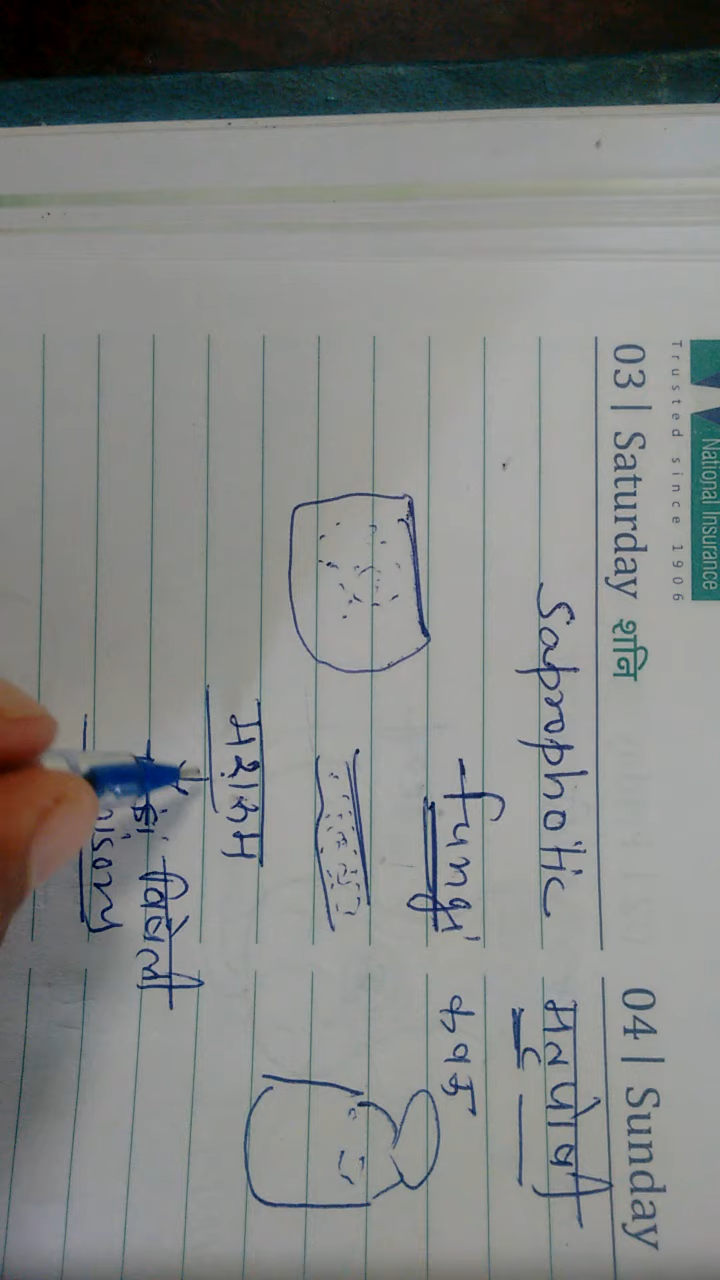 National Insurance
Trusted since 1906
03 | Saturday शनि
04 | Sunday
Saprophotic मृतपोषी
fungi कवक
मशरूम
विषैली